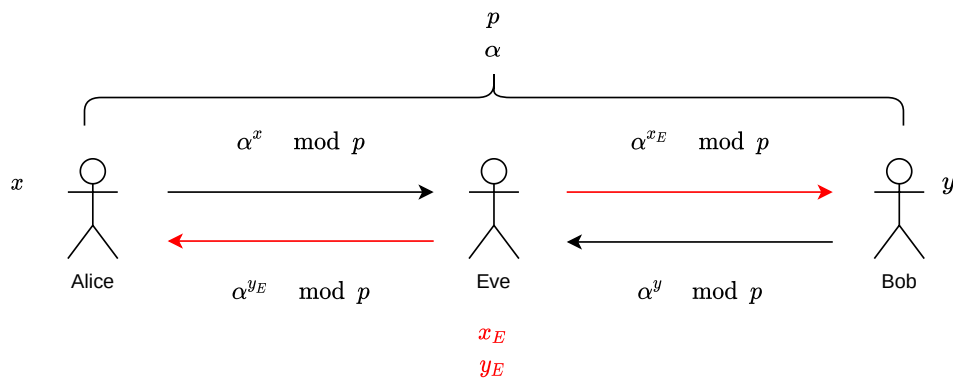 p
α
α^x mod p
α^{x_E} mod p
x
y
Alice
Eve
Bob
α^{y_E} mod p
α^y mod p
x_E
y_E